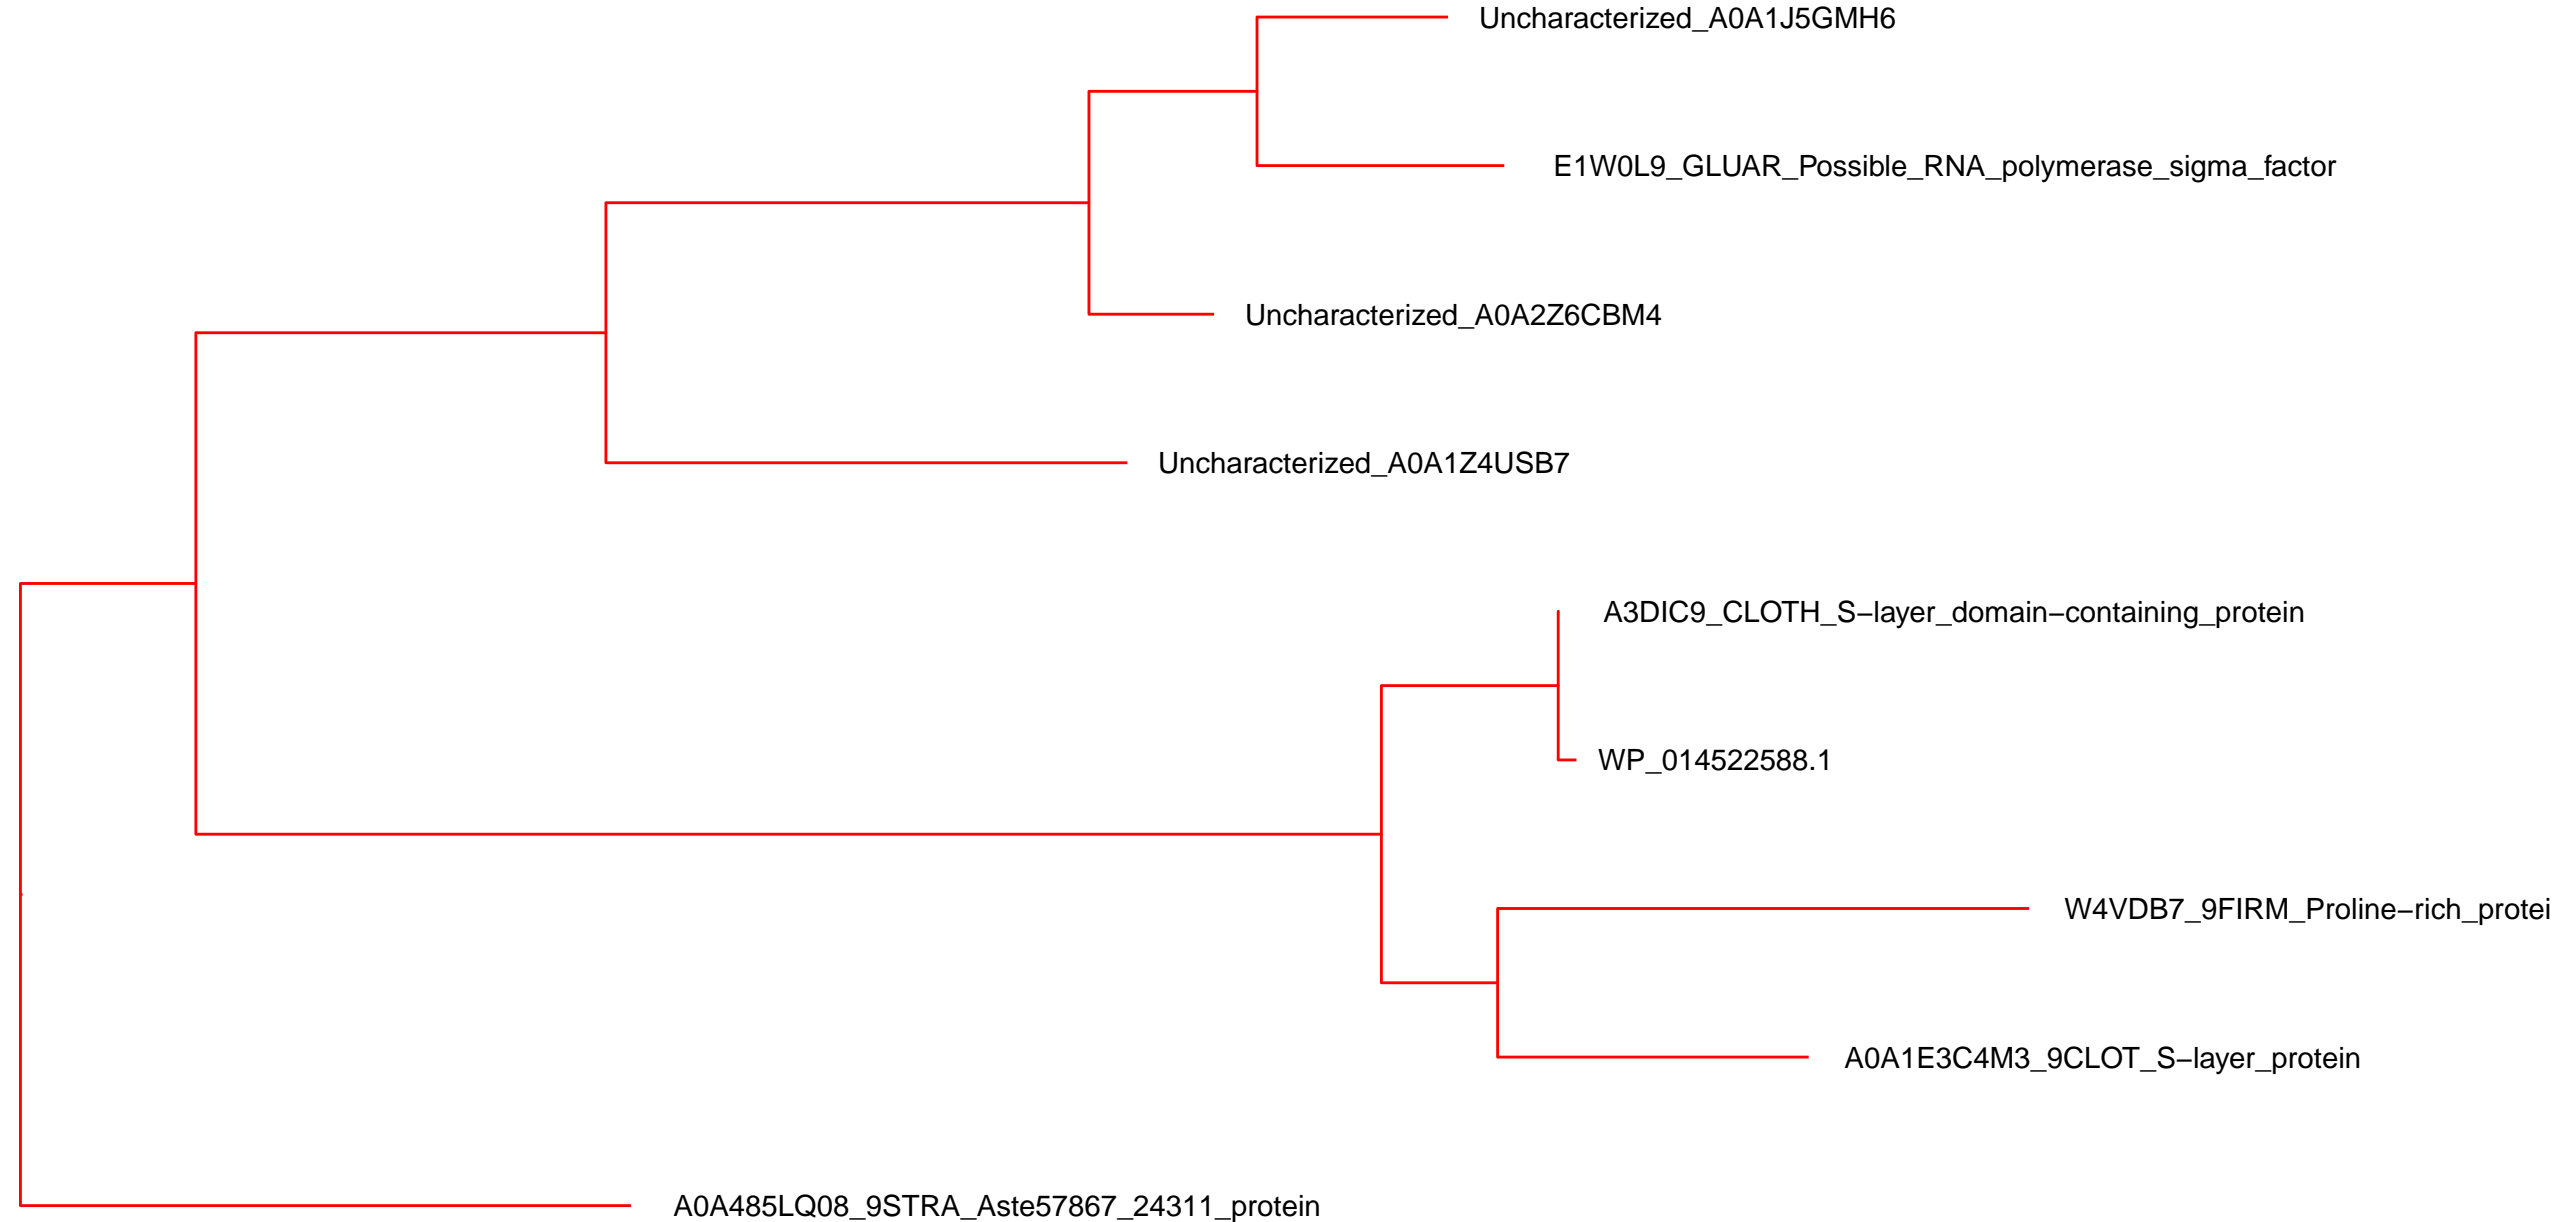 Uncharacterized_A0A1J5GMH6
E1W0L9_GLUAR_Possible_RNA_polymerase_sigma_factor
Uncharacterized_A0A2Z6CBM4
Uncharacterized_A0A1Z4USB7
A3DIC9_CLOTH_S−layer_domain−containing_protein
WP_014522588.1
W4VDB7_9FIRM_Proline−rich_protei
A0A1E3C4M3_9CLOT_S−layer_protein
A0A485LQ08_9STRA_Aste57867_24311_protein